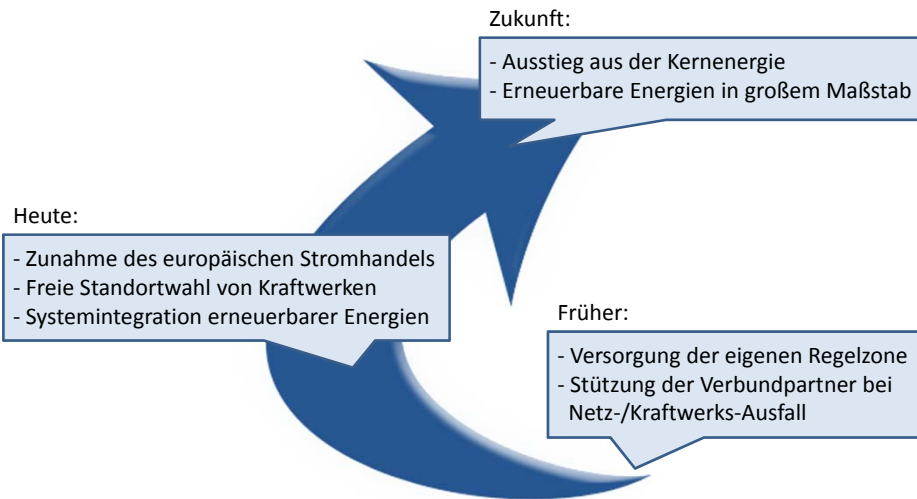 Zukunft:
- Ausstieg aus der Kernenergie
- Erneuerbare Energien in großem Maßstab
Heute:
- Zunahme des europäischen Stromhandels
- Freie Standortwahl von Kraftwerken
- Systemintegration erneuerbarer Energien
Früher:
- Versorgung der eigenen Regelzone
- Stützung der Verbundpartner bei
Netz-/Kraftwerks-Ausfall